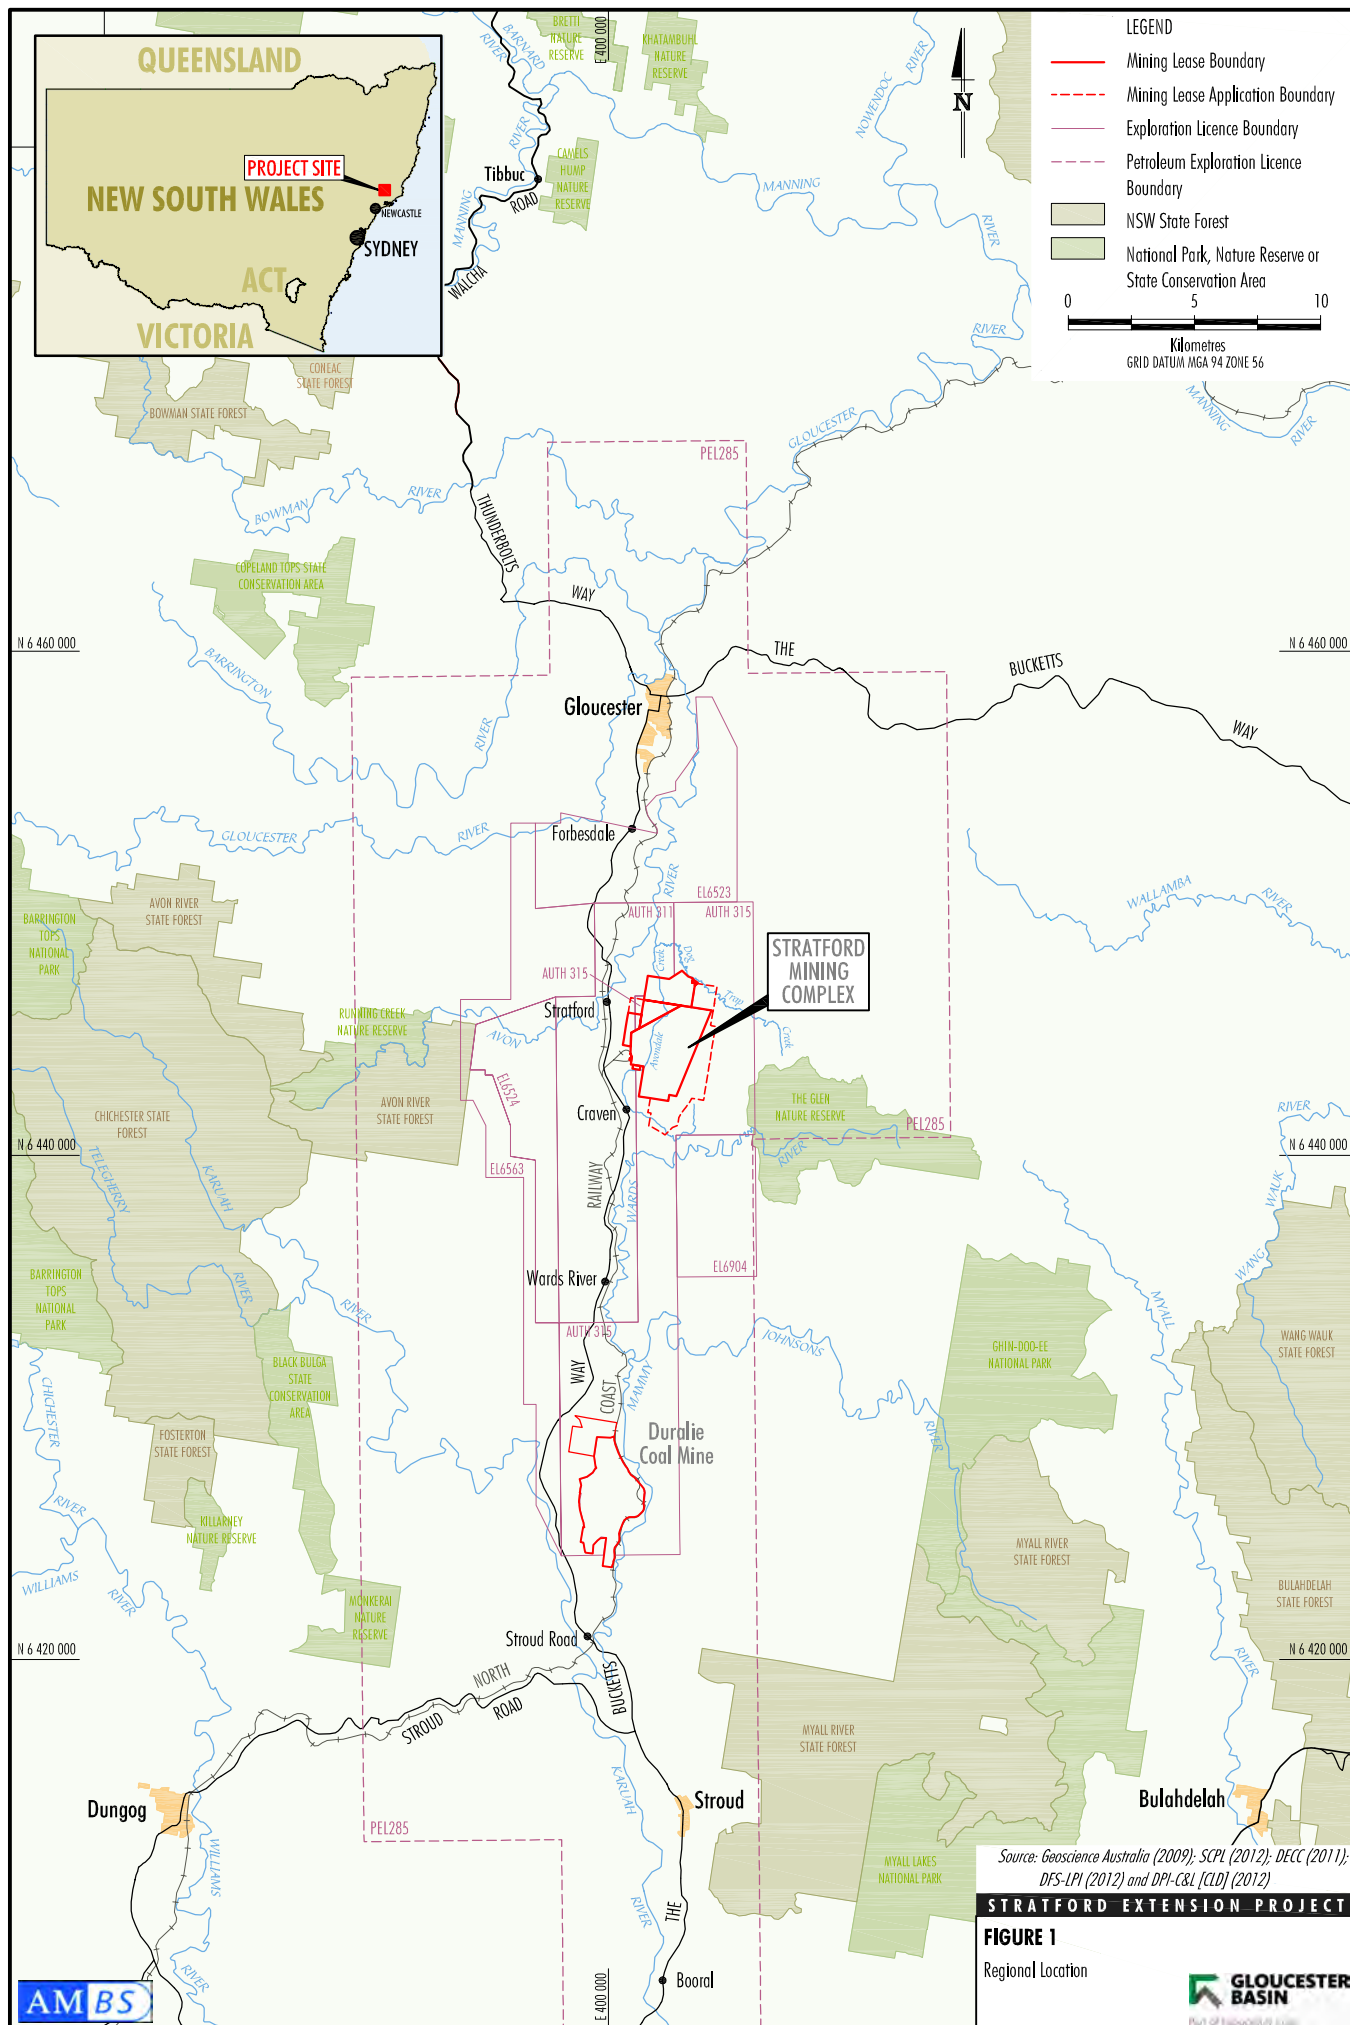 QUEENSLAND
PROJECT SITE
NEW SOUTH WALES
NEWCASTLE
SYDNEY
ACT
VICTORIA
LEGEND
Mining Lease Boundary
Mining Lease Application Boundary
Exploration Licence Boundary
Petroleum Exploration Licence
Boundary
NSW State Forest
National Park, Nature Reserve or
State Conservation Area
0 5 10
Kilometres
GRID DATUM MGA 94 ZONE 56
N
E 400 000
BRETTI
NATURE
RESERVE
KHATAMBUHL
NATURE
RESERVE
BARNARD
RIVER
NOWENDOC
RIVER
RIVER
CAMELS
HUMP
NATURE
RESERVE
Tibbuc
ROAD
MANNING
WALCHA
MANNING
RIVER
RIVER
CONEAC
STATE FOREST
BOWMAN STATE FOREST
GLOUCESTER
MANNING
RIVER
PEL285
BOWMAN
RIVER
THUNDERBOLTS
WAY
COPELAND TOPS STATE
CONSERVATION AREA
N 6 460 000
N 6 460 000
THE
BUCKETTS
WAY
BARRINGTON
RIVER
Gloucester
GLOUCESTER
RIVER
Forbesdale
RIVER
EL6523
AUTH 311
AUTH 315
WALLAMBA
RIVER
AVON RIVER
STATE FOREST
BARRINGTON
TOPS
NATIONAL
PARK
STRATFORD
MINING
COMPLEX
AUTH 315
Creek
Dog
Trap
Creek
Stratford
RUNNING CREEK
NATURE RESERVE
AVON
Avondale
EL6524
AVON RIVER
STATE FOREST
Craven
THE GLEN
NATURE RESERVE
PEL285
CHICHESTER STATE
FOREST
N 6 440 000
N 6 440 000
RIVER
RIVER
EL6563
TELEGHERRY
KARUAH
RAILWAY
WARDS
WAUK
WANG
MYALL
Wards River
EL6904
RIVER
RIVER
BARRINGTON
TOPS
NATIONAL
PARK
AUTH 315
JOHNSONS
GHIN-DOO-EE
NATIONAL PARK
WANG WAUK
STATE FOREST
BLACK BULGA
STATE
CONSERVATION
AREA
WAY
COAST
MAMMY
CHICHESTER
Duralie
Coal Mine
RIVER
FOSTERTON
STATE FOREST
RIVER
KILLARNEY
NATURE RESERVE
MYALL RIVER
STATE FOREST
BULAHDELAH
STATE FOREST
WILLIAMS
RIVER
MONKERAI
NATURE
RESERVE
Stroud Road
N 6 420 000
N 6 420 000
RIVER
NORTH
STROUD
ROAD
BUCKETTS
MYALL RIVER
STATE FOREST
KARUAH
Dungog
Stroud
Bulahdelah
PEL285
WILLIAMS
MYALL LAKES
NATIONAL PARK
RIVER
THE
RIVER
Booral
E 400 000
Source: Geoscience Australia (2009); SCPL (2012); DECC (2011);
DFS-LPI (2012) and DPI-C&L [CLD] (2012)
STRATFORD EXTENSION PROJECT
FIGURE 1
Regional Location
AMBS
GLOUCESTER
BASIN